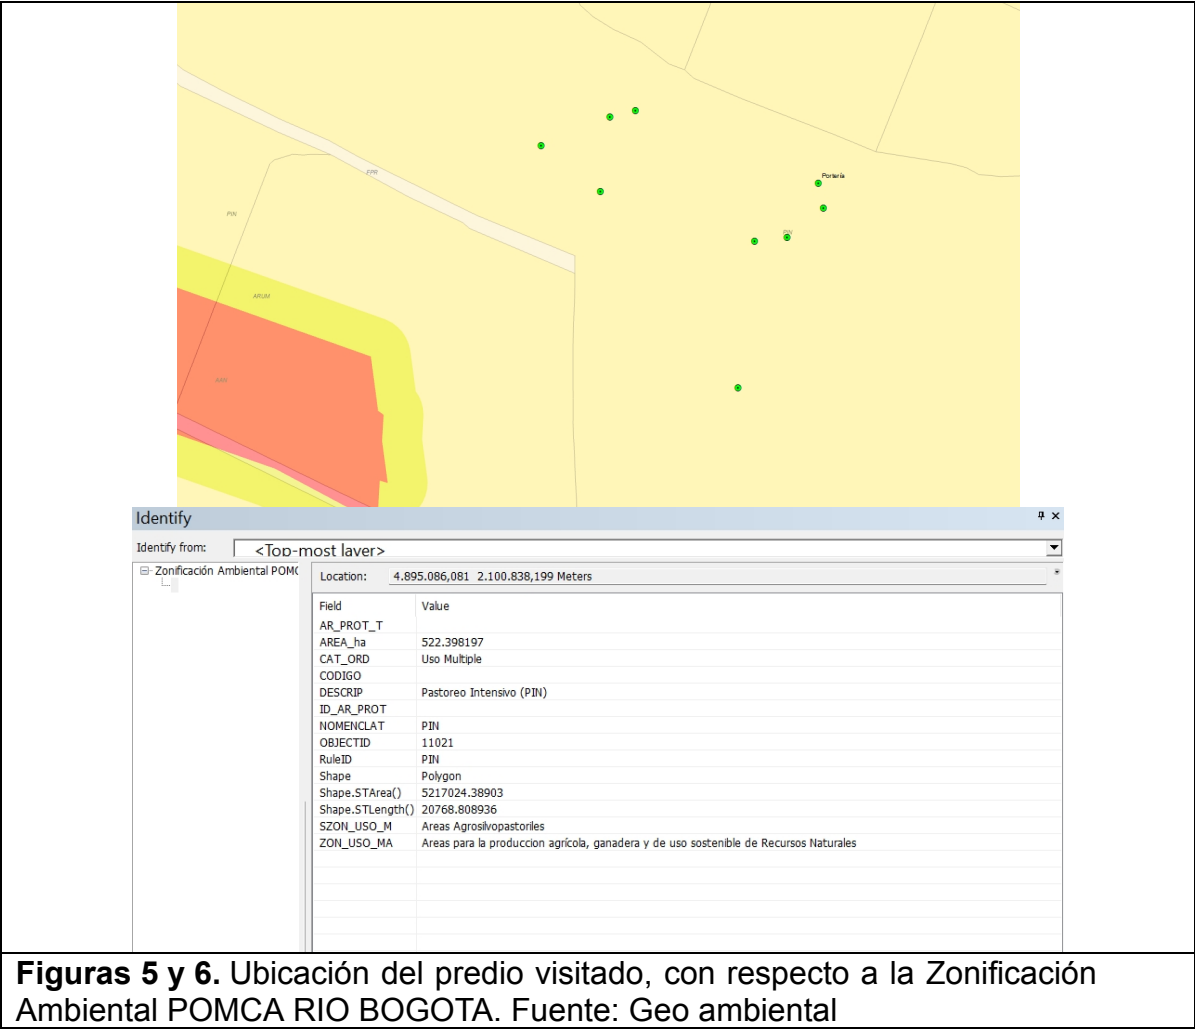 FPR
Portería
PIN
PIN
ARUM
Identify
Identify from: <Top-most layer>
Zonificación Ambiental POMC
Location: 4.895.086,081 2.100.838,199 Meters
Field Value
AR_PROT_T
AREA_ha 522.398197
CAT_ORD Uso Multiple
CODIGO
DESCRIP Pastoreo Intensivo (PIN)
ID_AR_PROT
NOMENCLAT PIN
OBJECTID 11021
RuleID PIN
Shape Polygon
Shape.STArea() 5217024.38903
Shape.STLength() 20768.808936
SZON_USO_M Areas Agrosilvopastoriles
ZON_USO_MA Areas para la produccion agrícola, ganadera y de uso sostenible de Recursos Naturales
Figuras 5 y 6. Ubicación del predio visitado, con respecto a la Zonificación
Ambiental POMCA RIO BOGOTA. Fuente: Geo ambiental